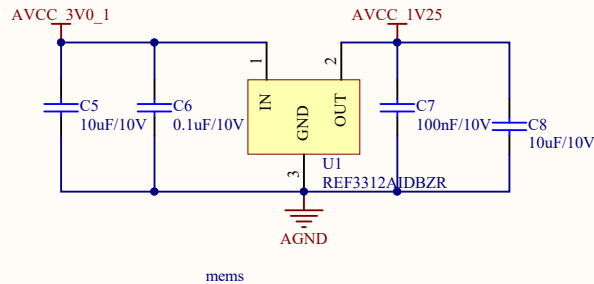 AVCC_3V0_1
AVCC_1V25
1
2
C5
10uF/10V
C6
0.1uF/10V
IN
GND
OUT
C7
100nF/10V
C8
10uF/10V
3
U1
REF3312AIDBZR
AGND
mems